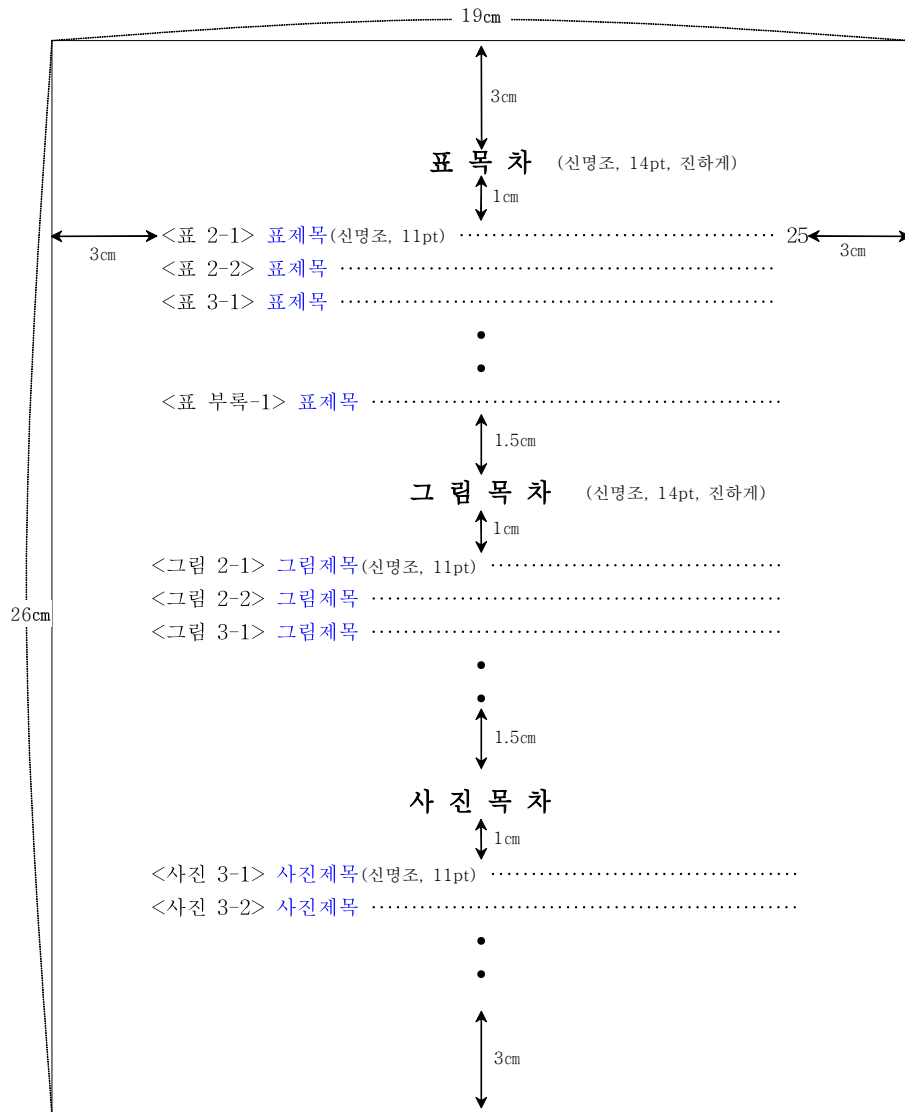 19㎝
3㎝
표 목 차 (신명조, 14pt, 진하게)
1㎝
<표 2-1> 표제목(신명조, 11pt) ······································· 25
3㎝ 3㎝
<표 2-2> 표제목 ·····················································
<표 3-1> 표제목 ·····················································
•
•
<표 부록-1> 표제목 ··················································
1.5㎝
그 림 목 차 (신명조, 14pt, 진하게)
1㎝
<그림 2-1> 그림제목(신명조, 11pt) ····································
<그림 2-2> 그림제목 ··················································
26㎝
<그림 3-1> 그림제목 ··················································
•
•
1.5㎝
사 진 목 차
1㎝
<사진 3-1> 사진제목(신명조, 11pt) ······································
<사진 3-2> 사진제목 ····················································
•
•
3㎝